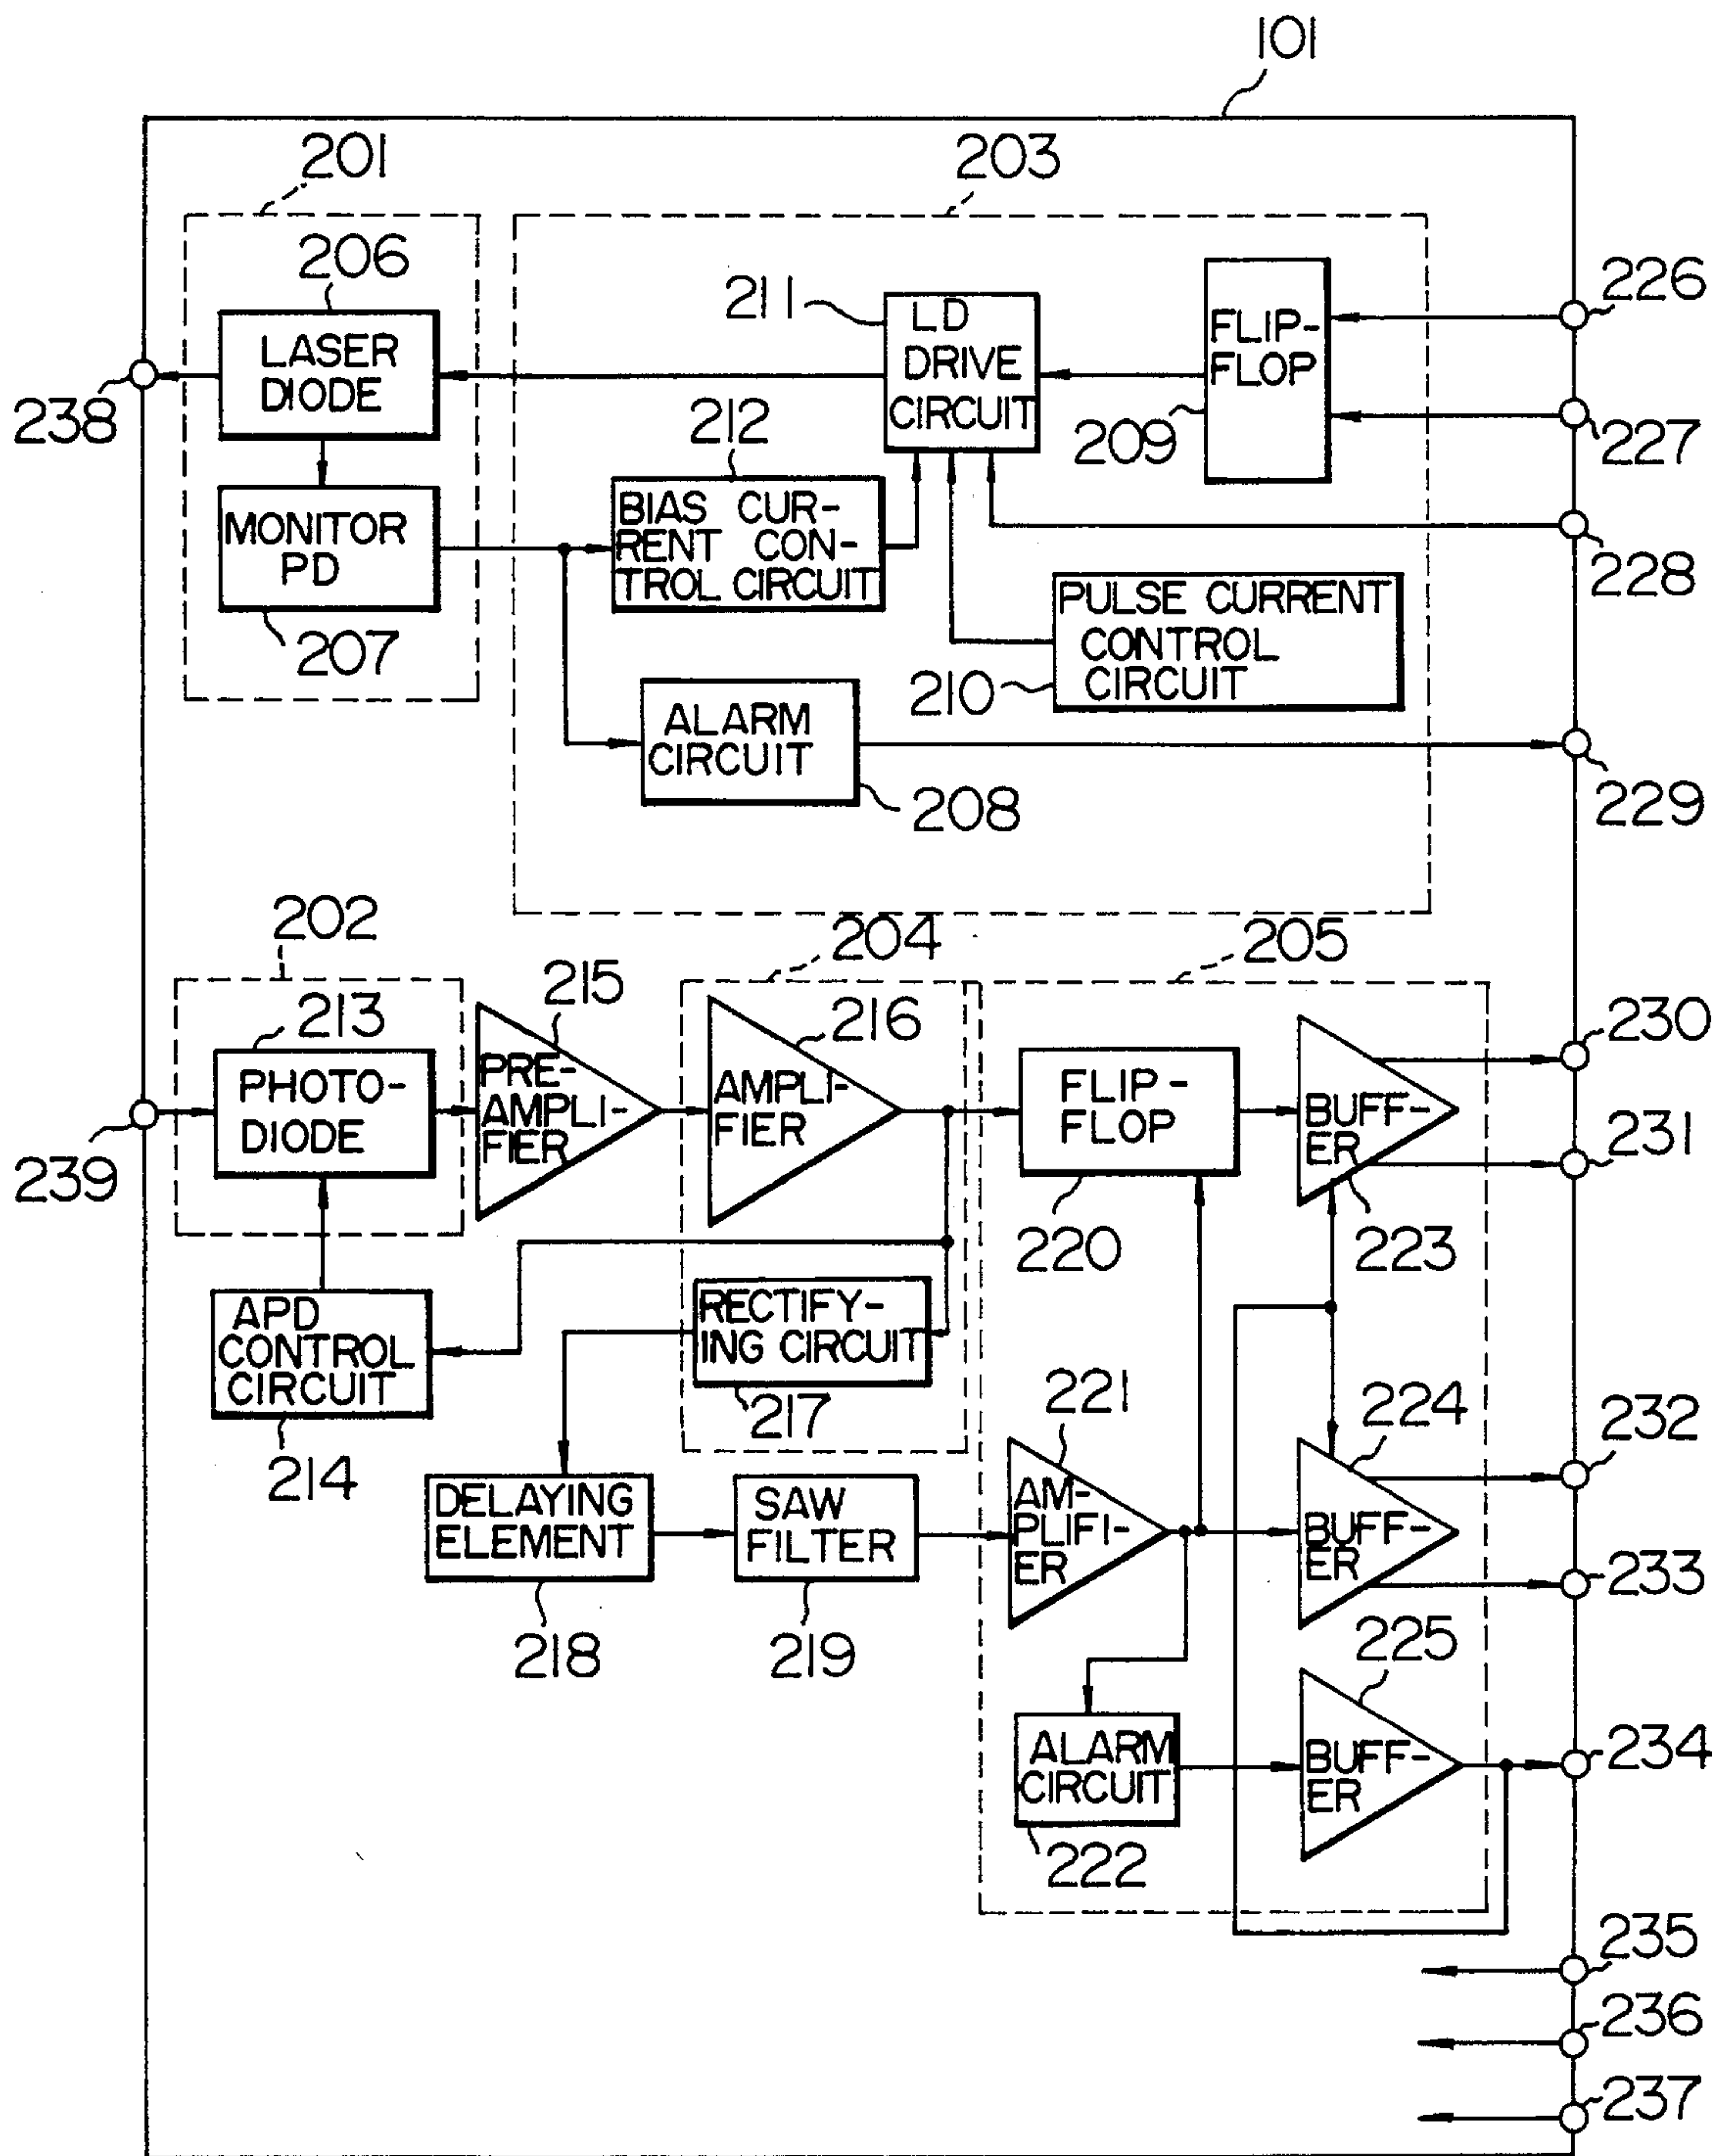 101
201
203
206
211
LD
DRIVE
CIRCUIT
FLIP-
FLOP
226
LASER
DIODE
238
212
209
227
MONITOR
PD
BIAS CUR-
RENT CON-
TROL CIRCUIT
228
207
PULSE CURRENT
CONTROL
CIRCUIT
210
ALARM
CIRCUIT
229
208
202
204
205
213
215
216
230
PHOTO-
DIODE
PRE-
AMPLI-
FIER
AMPLI-
FIER
FLIP-
FLOP
BUFF-
ER
231
239
220
223
APD
CONTROL
CIRCUIT
RECTIFY-
ING CIRCUIT
221
224
217
232
214
DELAYING
ELEMENT
SAW
FILTER
AM-
PLIFI-
ER
BUFF-
ER
233
218
219
225
ALARM
CIRCUIT
BUFF-
ER
234
222
235
236
237